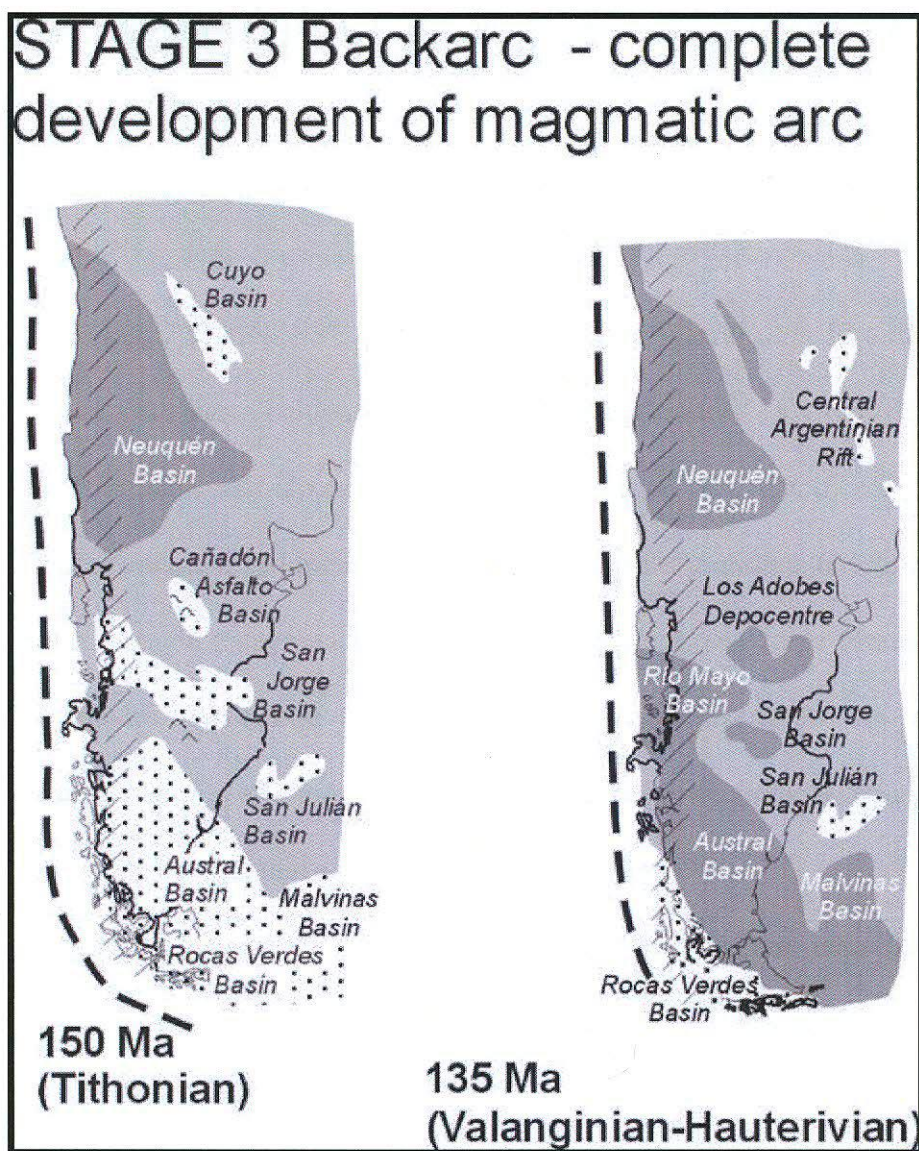 STAGE 3 Backarc - complete
development of magmatic arc
Cuyo
Basin
Neuquén
Basin
Cañadón
Asfalto
Basin
San
Jorge
Basin
San Julián
Basin
Austral
Basin
Malvinas
Basin
Rocas Verdes
Basin
150 Ma
(Tithonian)
Central
Argentinian
Rift
Neuquén
Basin
Los Adobes
Depocentre
Río Mayo
Basin
San Jorge
Basin
San Julián
Basin
Austral
Basin
Malvinas
Basin
Rocas Verdes
Basin
135 Ma
(Valanginian-Hauterivian)